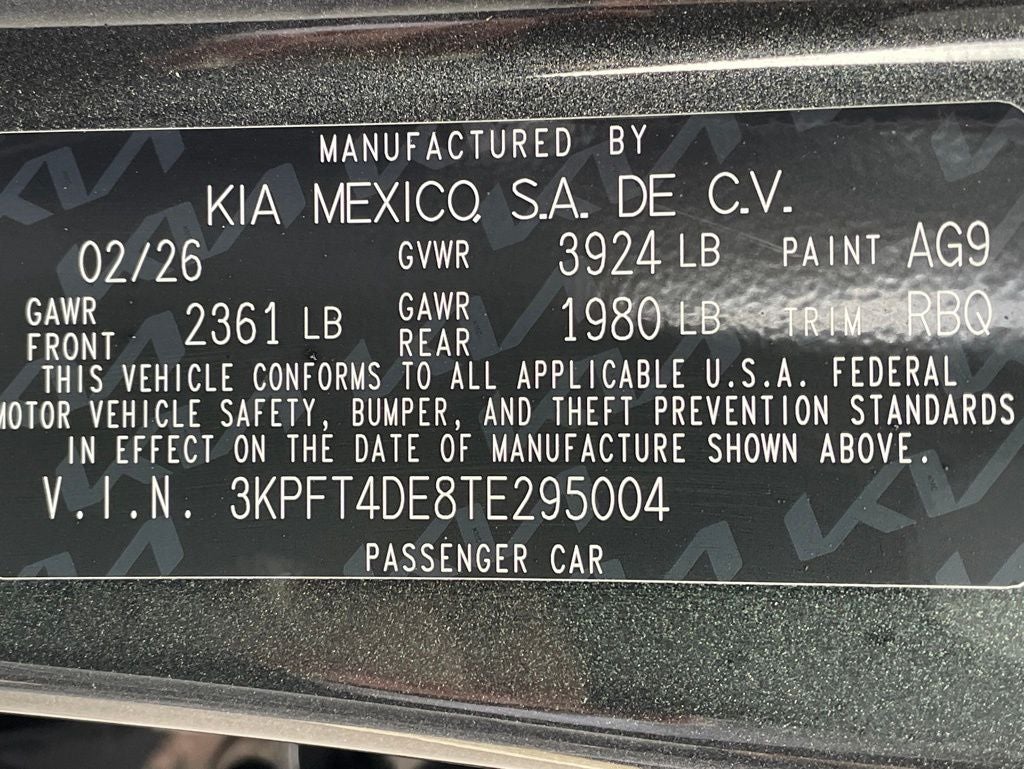 MANUFACTURED BY
KIA MEXICO, S.A. DE C.V.
02/26 GVWR 3924 LB PAINT AG9
GAWR FRONT 2361 LB GAWR REAR 1980 LB TRIM RBQ
THIS VEHICLE CONFORMS TO ALL APPLICABLE U.S.A. FEDERAL
MOTOR VEHICLE SAFETY, BUMPER, AND THEFT PREVENTION STANDARDS
IN EFFECT ON THE DATE OF MANUFACTURE SHOWN ABOVE.
V.I.N. 3KPFT4DE8TE295004
PASSENGER CAR